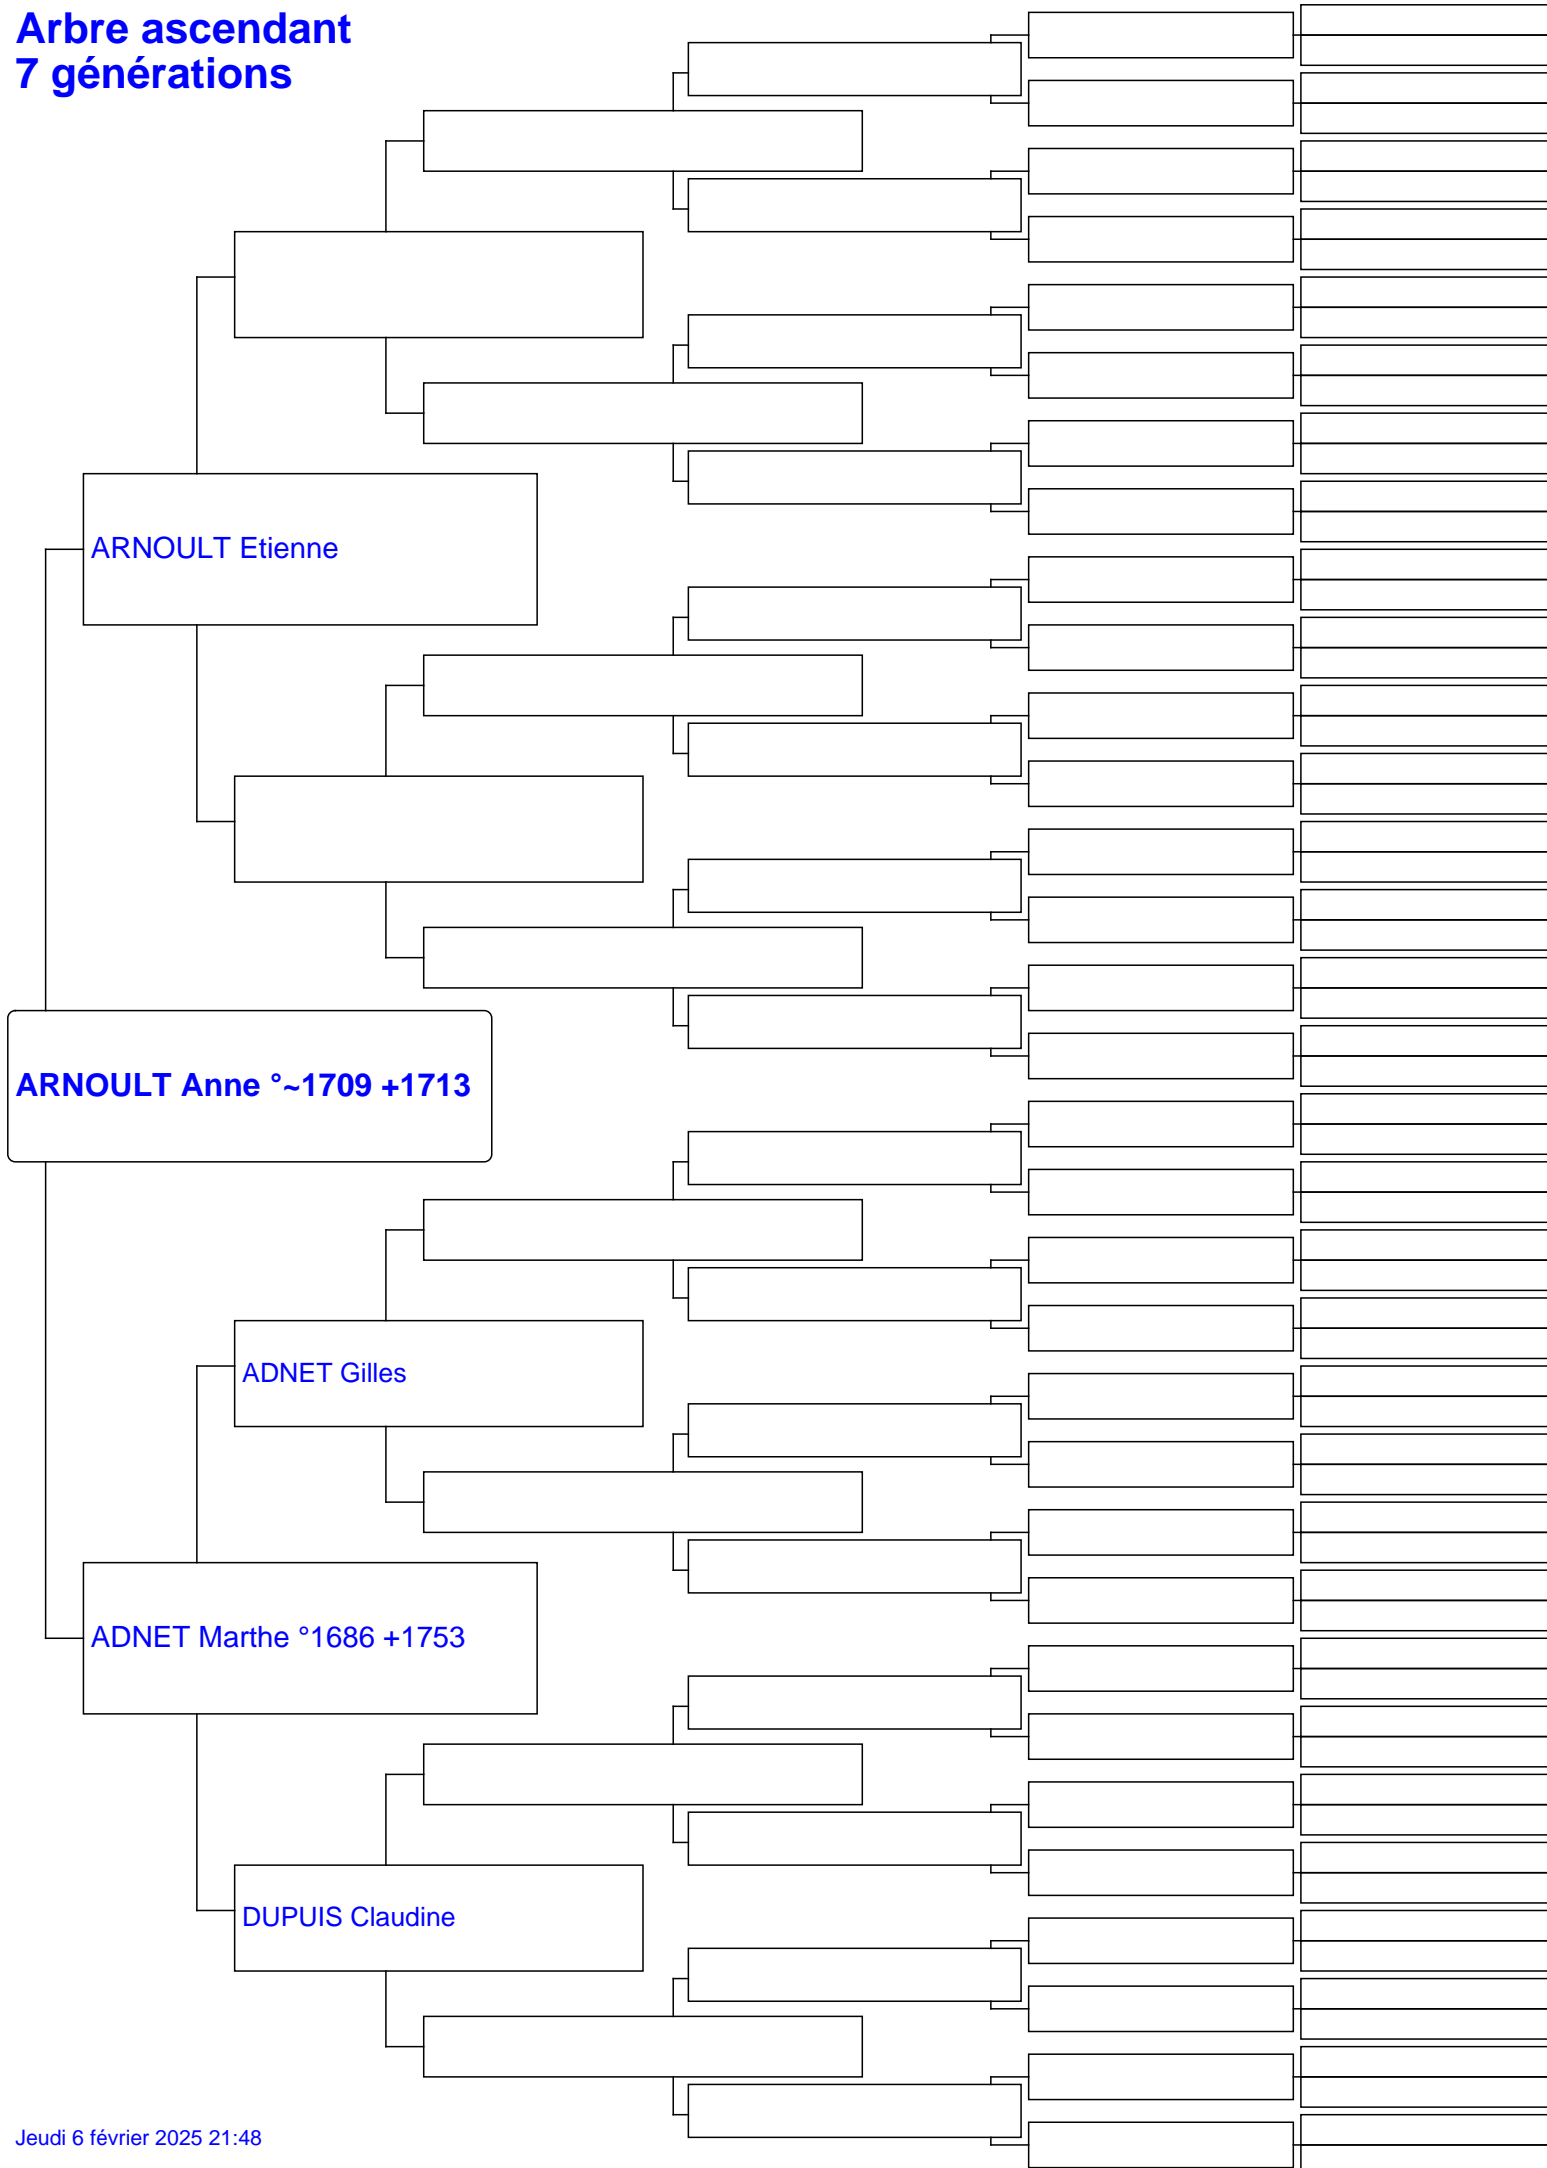 Arbre ascendant
7 générations
ARNOULT Etienne
ARNOULT Anne °~1709 +1713
ADNET Gilles
ADNET Marthe °1686 +1753
DUPUIS Claudine
Jeudi 6 février 2025 21:48